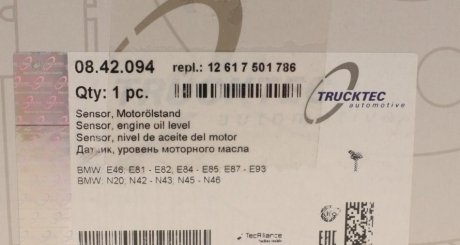 08.42.094 repl.: 12 61 7 501 786
Qty: 1 pc.
TRUCKTEC
automotive
Sensor, Motorölstand
Sensor, engine oil level
Sensor, nivel de aceite del motor
Датчик, уровень моторного масла
BMW: E46, E81 - E82, E84 - E85, E87 - E93
BMW: N20, N42 - N43, N45 - N46
TecAlliance
EAC